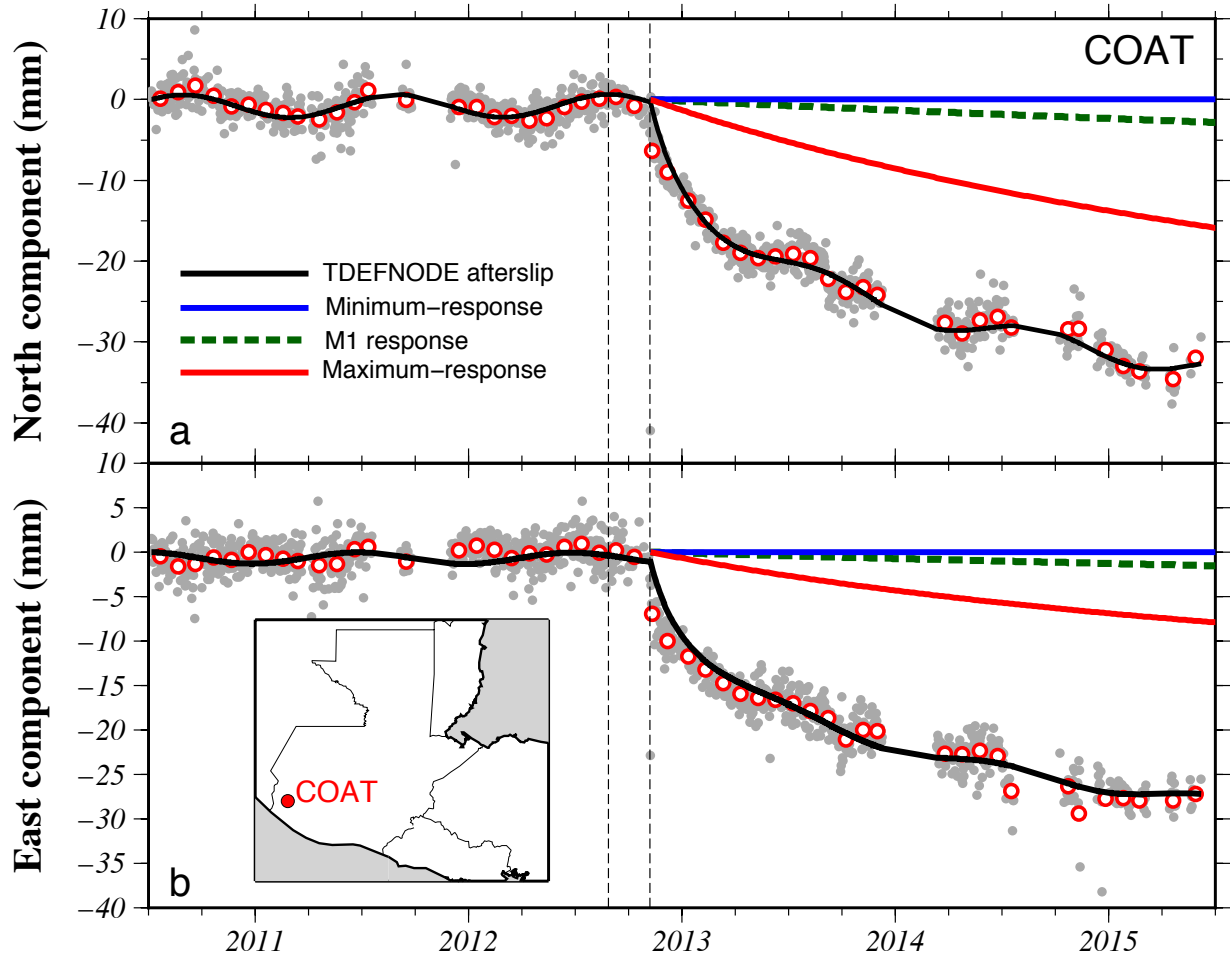 COAT
North component (mm)
10
0
−10
−20
−30
−40
TDEFNODE afterslip
Minimum−response
M1 response
Maximum−response
a
East component (mm)
10
5
0
−5
−10
−15
−20
−25
−30
−35
−40
COAT
b
2011 2012 2013 2014 2015